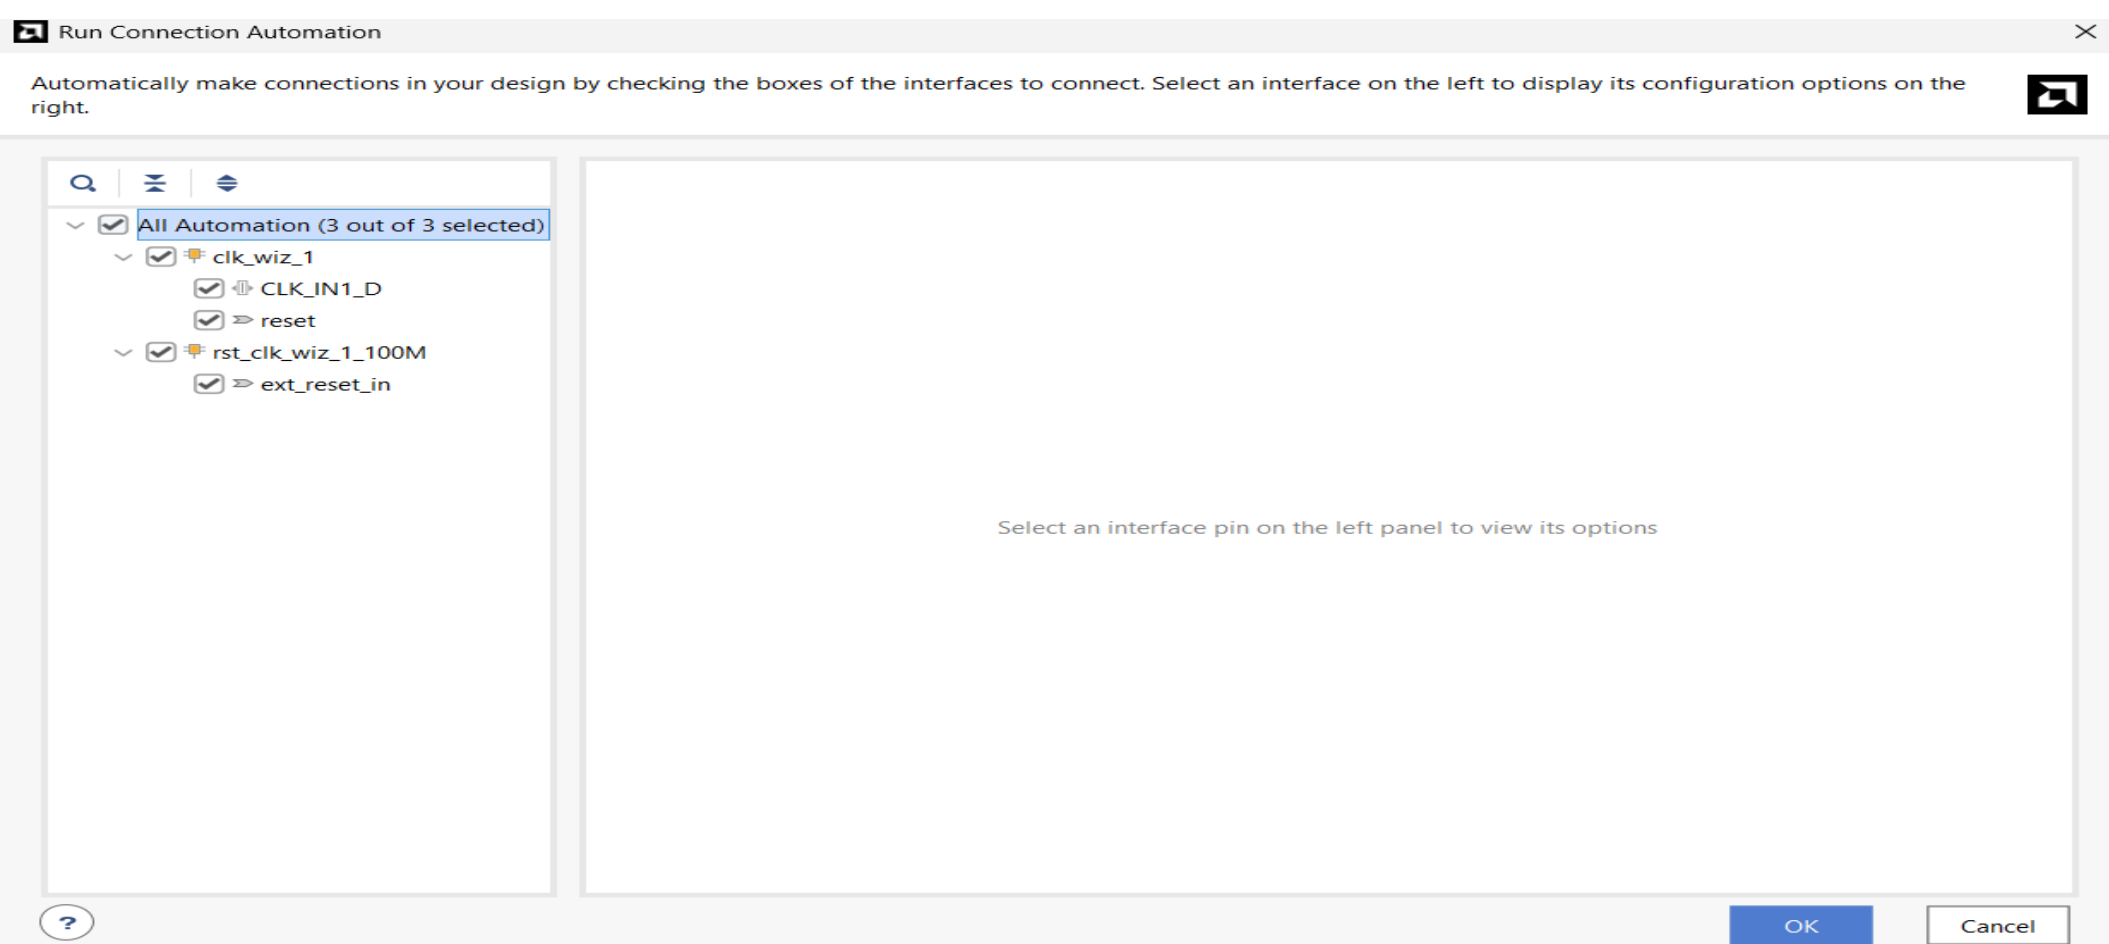 Run Connection Automation
Automatically make connections in your design by checking the boxes of the interfaces to connect. Select an interface on the left to display its configuration options on the
right.
All Automation (3 out of 3 selected)
clk_wiz_1
CLK_IN1_D
reset
rst_clk_wiz_1_100M
ext_reset_in
Select an interface pin on the left panel to view its options
?
OK
Cancel